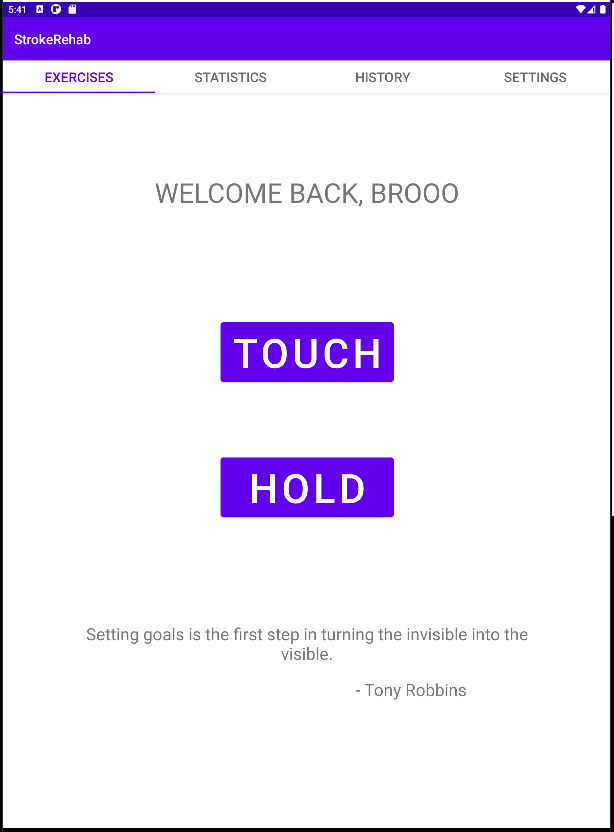 5:41
StrokeRehab
EXERCISES
STATISTICS
HISTORY
SETTINGS
WELCOME BACK, BROOO
TOUCH
HOLD
Setting goals is the first step in turning the invisible into the
visible.
- Tony Robbins